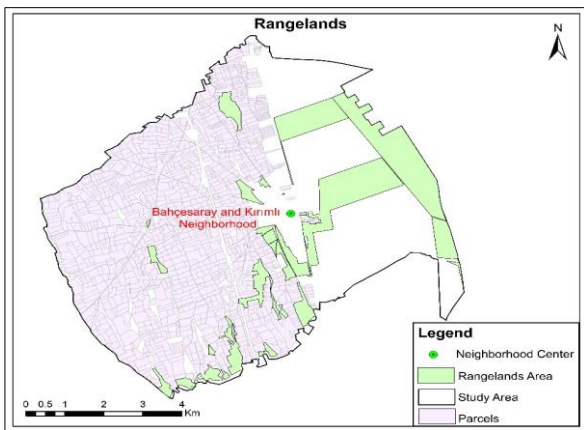 Rangelands
N
Bahçesaray and Kırımlı
Neighborhood
Legend
Neighborhood Center
Rangelands Area
Study Area
Parcels
0 0.5 1 2 3 4
Km